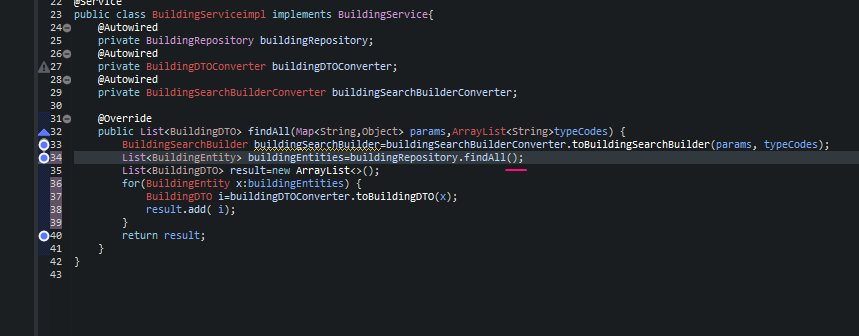 22 @Service
23 public class BuildingServiceimpl implements BuildingService{
24 @Autowired
25 private BuildingRepository buildingRepository;
26 @Autowired
27 private BuildingDTOConverter buildingDTOConverter;
28 @Autowired
29 private BuildingSearchBuilderConverter buildingSearchBuilderConverter;
30
31 @Override
32 public List<BuildingDTO> findAll(Map<String,Object> params,ArrayList<String>typeCodes) {
33 BuildingSearchBuilder buildingSearchBuilder=buildingSearchBuilderConverter.toBuildingSearchBuilder(params, typeCodes);
34 List<BuildingEntity> buildingEntities=buildingRepository.findAll();
35 List<BuildingDTO> result=new ArrayList<>();
36 for(BuildingEntity x:buildingEntities) {
37 BuildingDTO i=buildingDTOConverter.toBuildingDTO(x);
38 result.add( i);
39 }
40 return result;
41 }
42 }
43